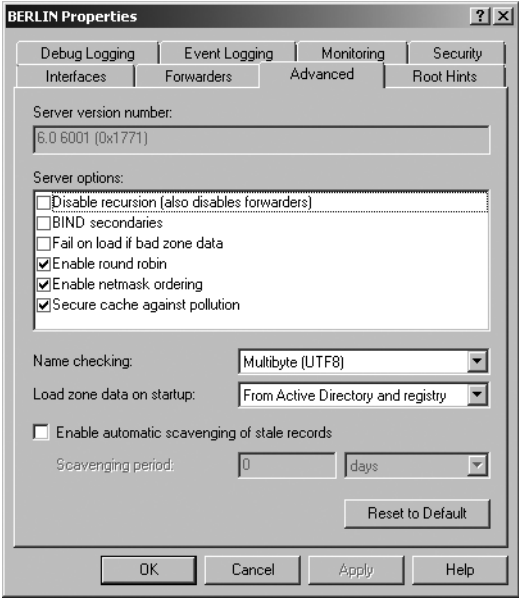 BERLIN Properties
Debug Logging Event Logging Monitoring Security
Interfaces Forwarders Advanced Root Hints
Server version number:
6.0 6001 (0x1771)
Server options:
Disable recursion (also disables forwarders)
BIND secondaries
Fail on load if bad zone data
Enable round robin
Enable netmask ordering
Secure cache against pollution
Name checking: Multibyte (UTF8)
Load zone data on startup: From Active Directory and registry
Enable automatic scavenging of stale records
Scavenging period: 0 days
Reset to Default
OK Cancel Apply Help